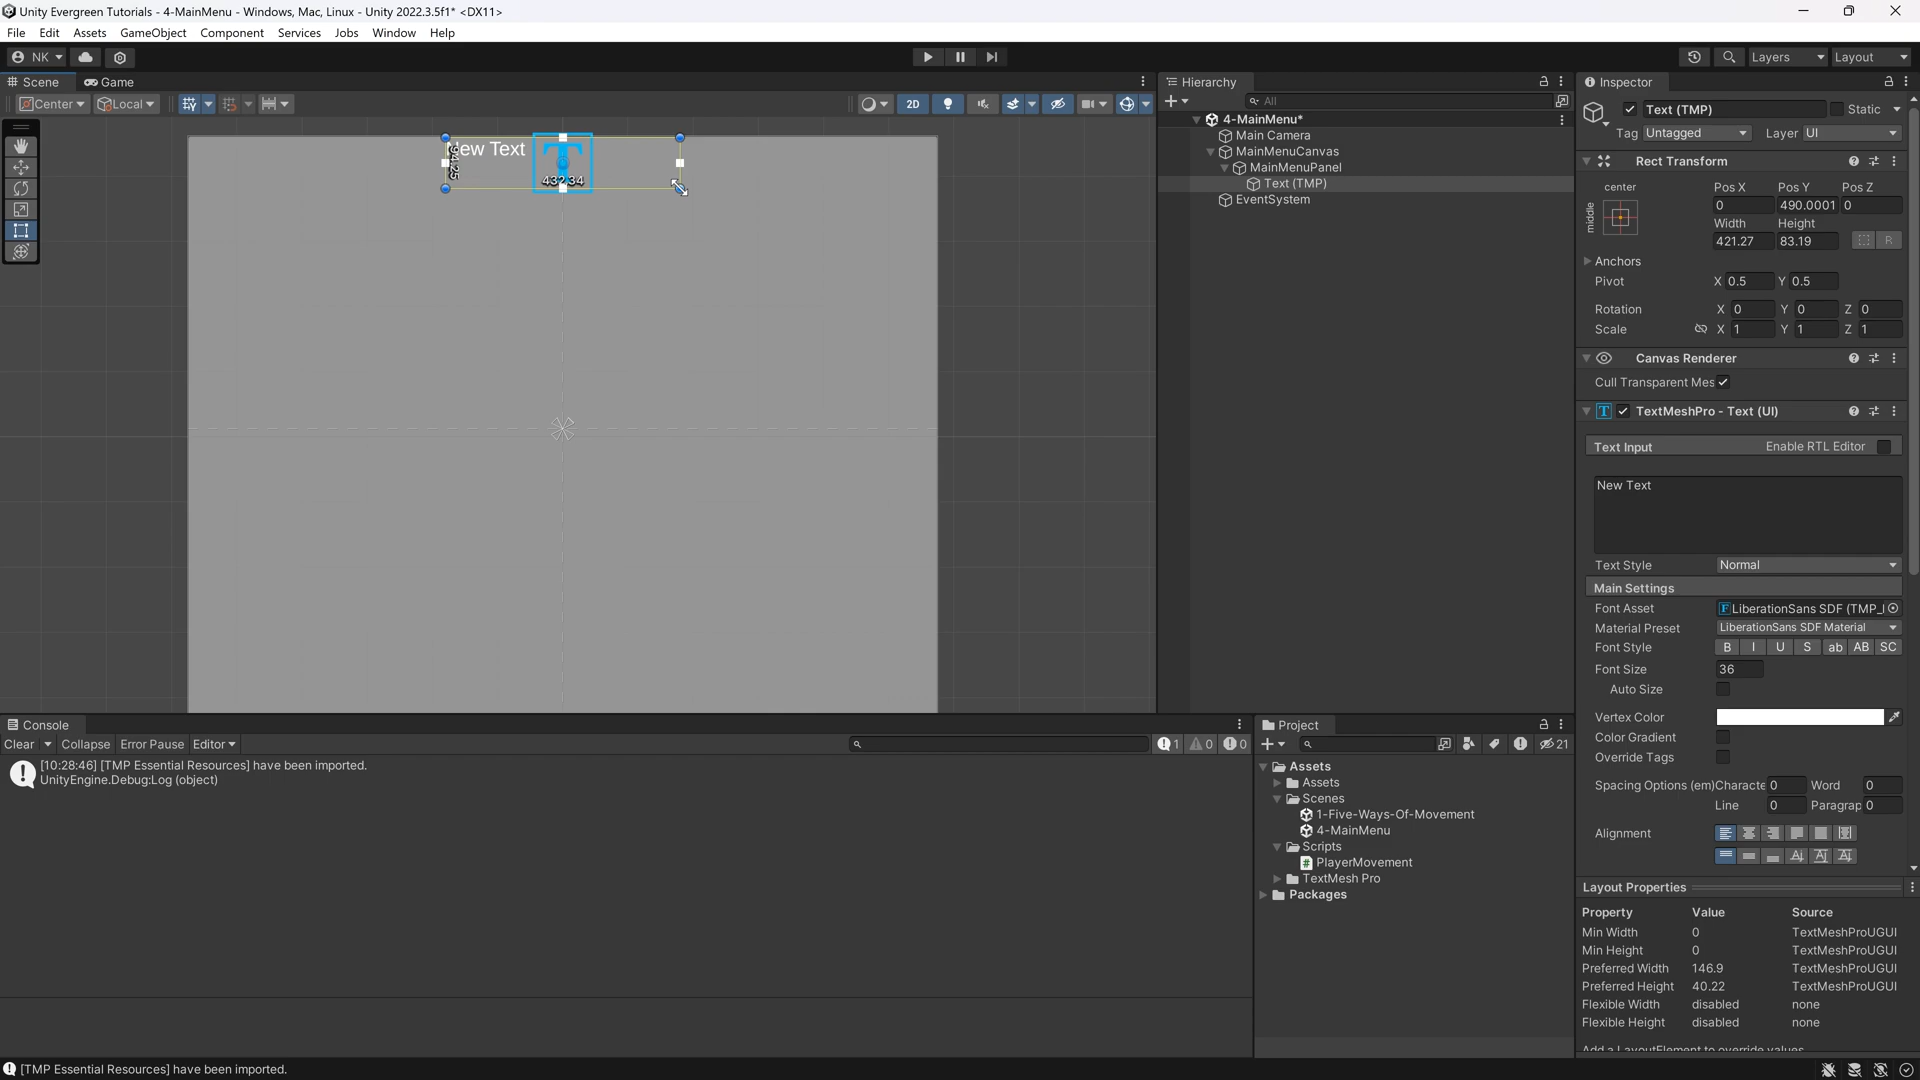 Unity Evergreen Tutorials - 4-MainMenu - Windows, Mac, Linux - Unity 2022.3.5f1* <DX11>
File Edit Assets GameObject Component Services Jobs Window Help
NK
Layers
Layout
Scene
Game
Center
Local
2D
New Text
94.25
432.34
Hierarchy
All
4-MainMenu*
Main Camera
MainMenuCanvas
MainMenuPanel
Text (TMP)
EventSystem
Inspector
Text (TMP)
Static
Tag Untagged Layer UI
Rect Transform
center
middle
Pos X Pos Y Pos Z
0 490.0001 0
Width Height
421.27 83.19
R
Anchors
Pivot X 0.5 Y 0.5
Rotation X 0 Y 0 Z 0
Scale X 1 Y 1 Z 1
Canvas Renderer
Cull Transparent Mes
TextMeshPro - Text (UI)
Text Input Enable RTL Editor
New Text
Text Style Normal
Main Settings
Font Asset F LiberationSans SDF (TMP_
Material Preset LiberationSans SDF Material
Font Style B I U S ab AB SC
Font Size 36
Auto Size
Vertex Color
Color Gradient
Override Tags
Spacing Options (em) Characte 0 Word 0
Line 0 Paragrap 0
Alignment
Layout Properties
Property Value Source
Min Width 0 TextMeshProUGUI
Min Height 0 TextMeshProUGUI
Preferred Width 146.9 TextMeshProUGUI
Preferred Height 40.22 TextMeshProUGUI
Flexible Width disabled none
Flexible Height disabled none
Add a LayoutElement to override values
Console
Clear Collapse Error Pause Editor
1 0 0
[10:28:46] [TMP Essential Resources] have been imported.
UnityEngine.Debug:Log (object)
Project
21
Assets
Assets
Scenes
1-Five-Ways-Of-Movement
4-MainMenu
Scripts
PlayerMovement
TextMesh Pro
Packages
[TMP Essential Resources] have been imported.